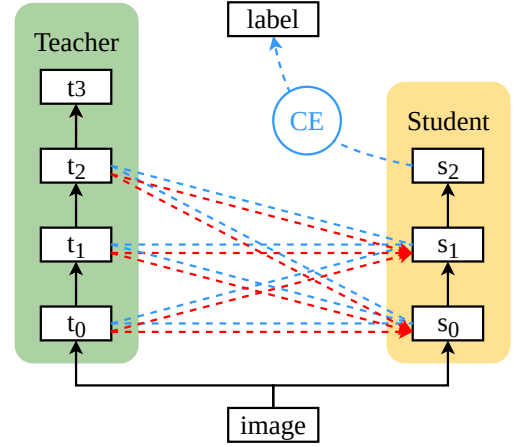 label
Teacher
t3
CE
Student
t₂
s₂
t₁
s₁
t₀
s₀
image